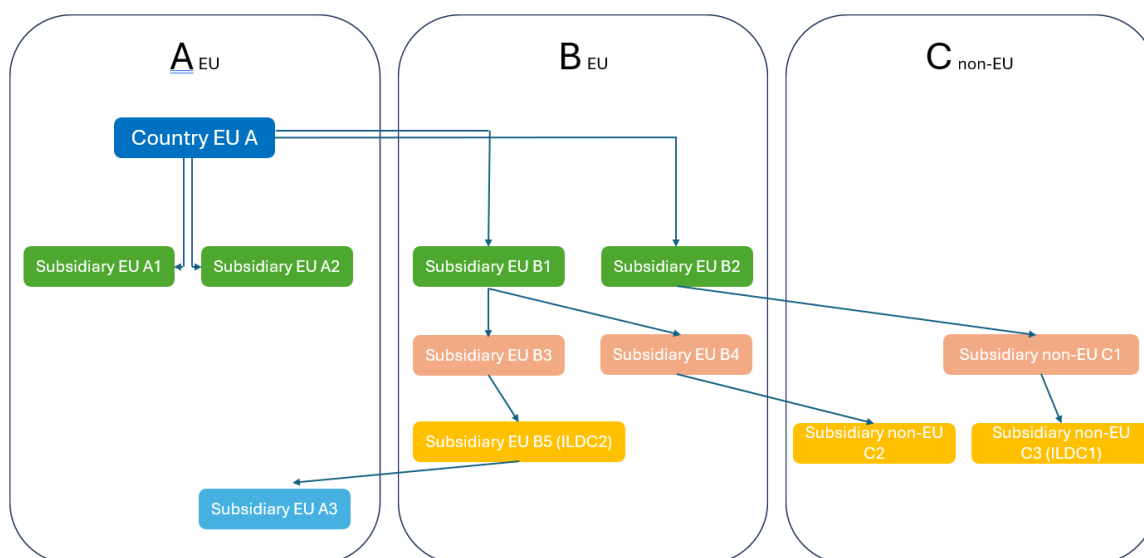 A EU
B EU
C non-EU
Country EU A
Subsidiary EU A1
Subsidiary EU A2
Subsidiary EU B1
Subsidiary EU B2
Subsidiary EU B3
Subsidiary EU B4
Subsidiary non-EU C1
Subsidiary EU B5 (ILDC2)
Subsidiary non-EU
C2
Subsidiary non-EU
C3 (ILDC1)
Subsidiary EU A3